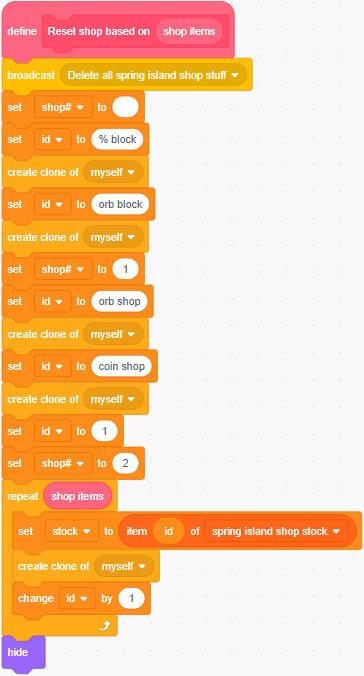 define Reset shop based on shop items
broadcast Delete all spring island shop stuff
set shop# to
set id to % block
create clone of myself
set id to orb block
create clone of myself
set shop# to 1
set id to orb shop
create clone of myself
set id to coin shop
create clone of myself
set id to 1
set shop# to 2
repeat shop items
set stock to item id of spring island shop stock
create clone of myself
change id by 1
hide